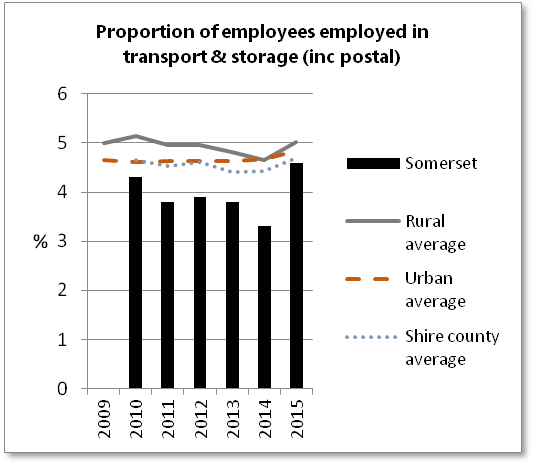 Proportion of employees employed in
transport & storage (inc postal)
6
5
4
3
2
1
0
%
2009
2010
2011
2012
2013
2014
2015
Somerset
Rural
average
Urban
average
Shire county
average